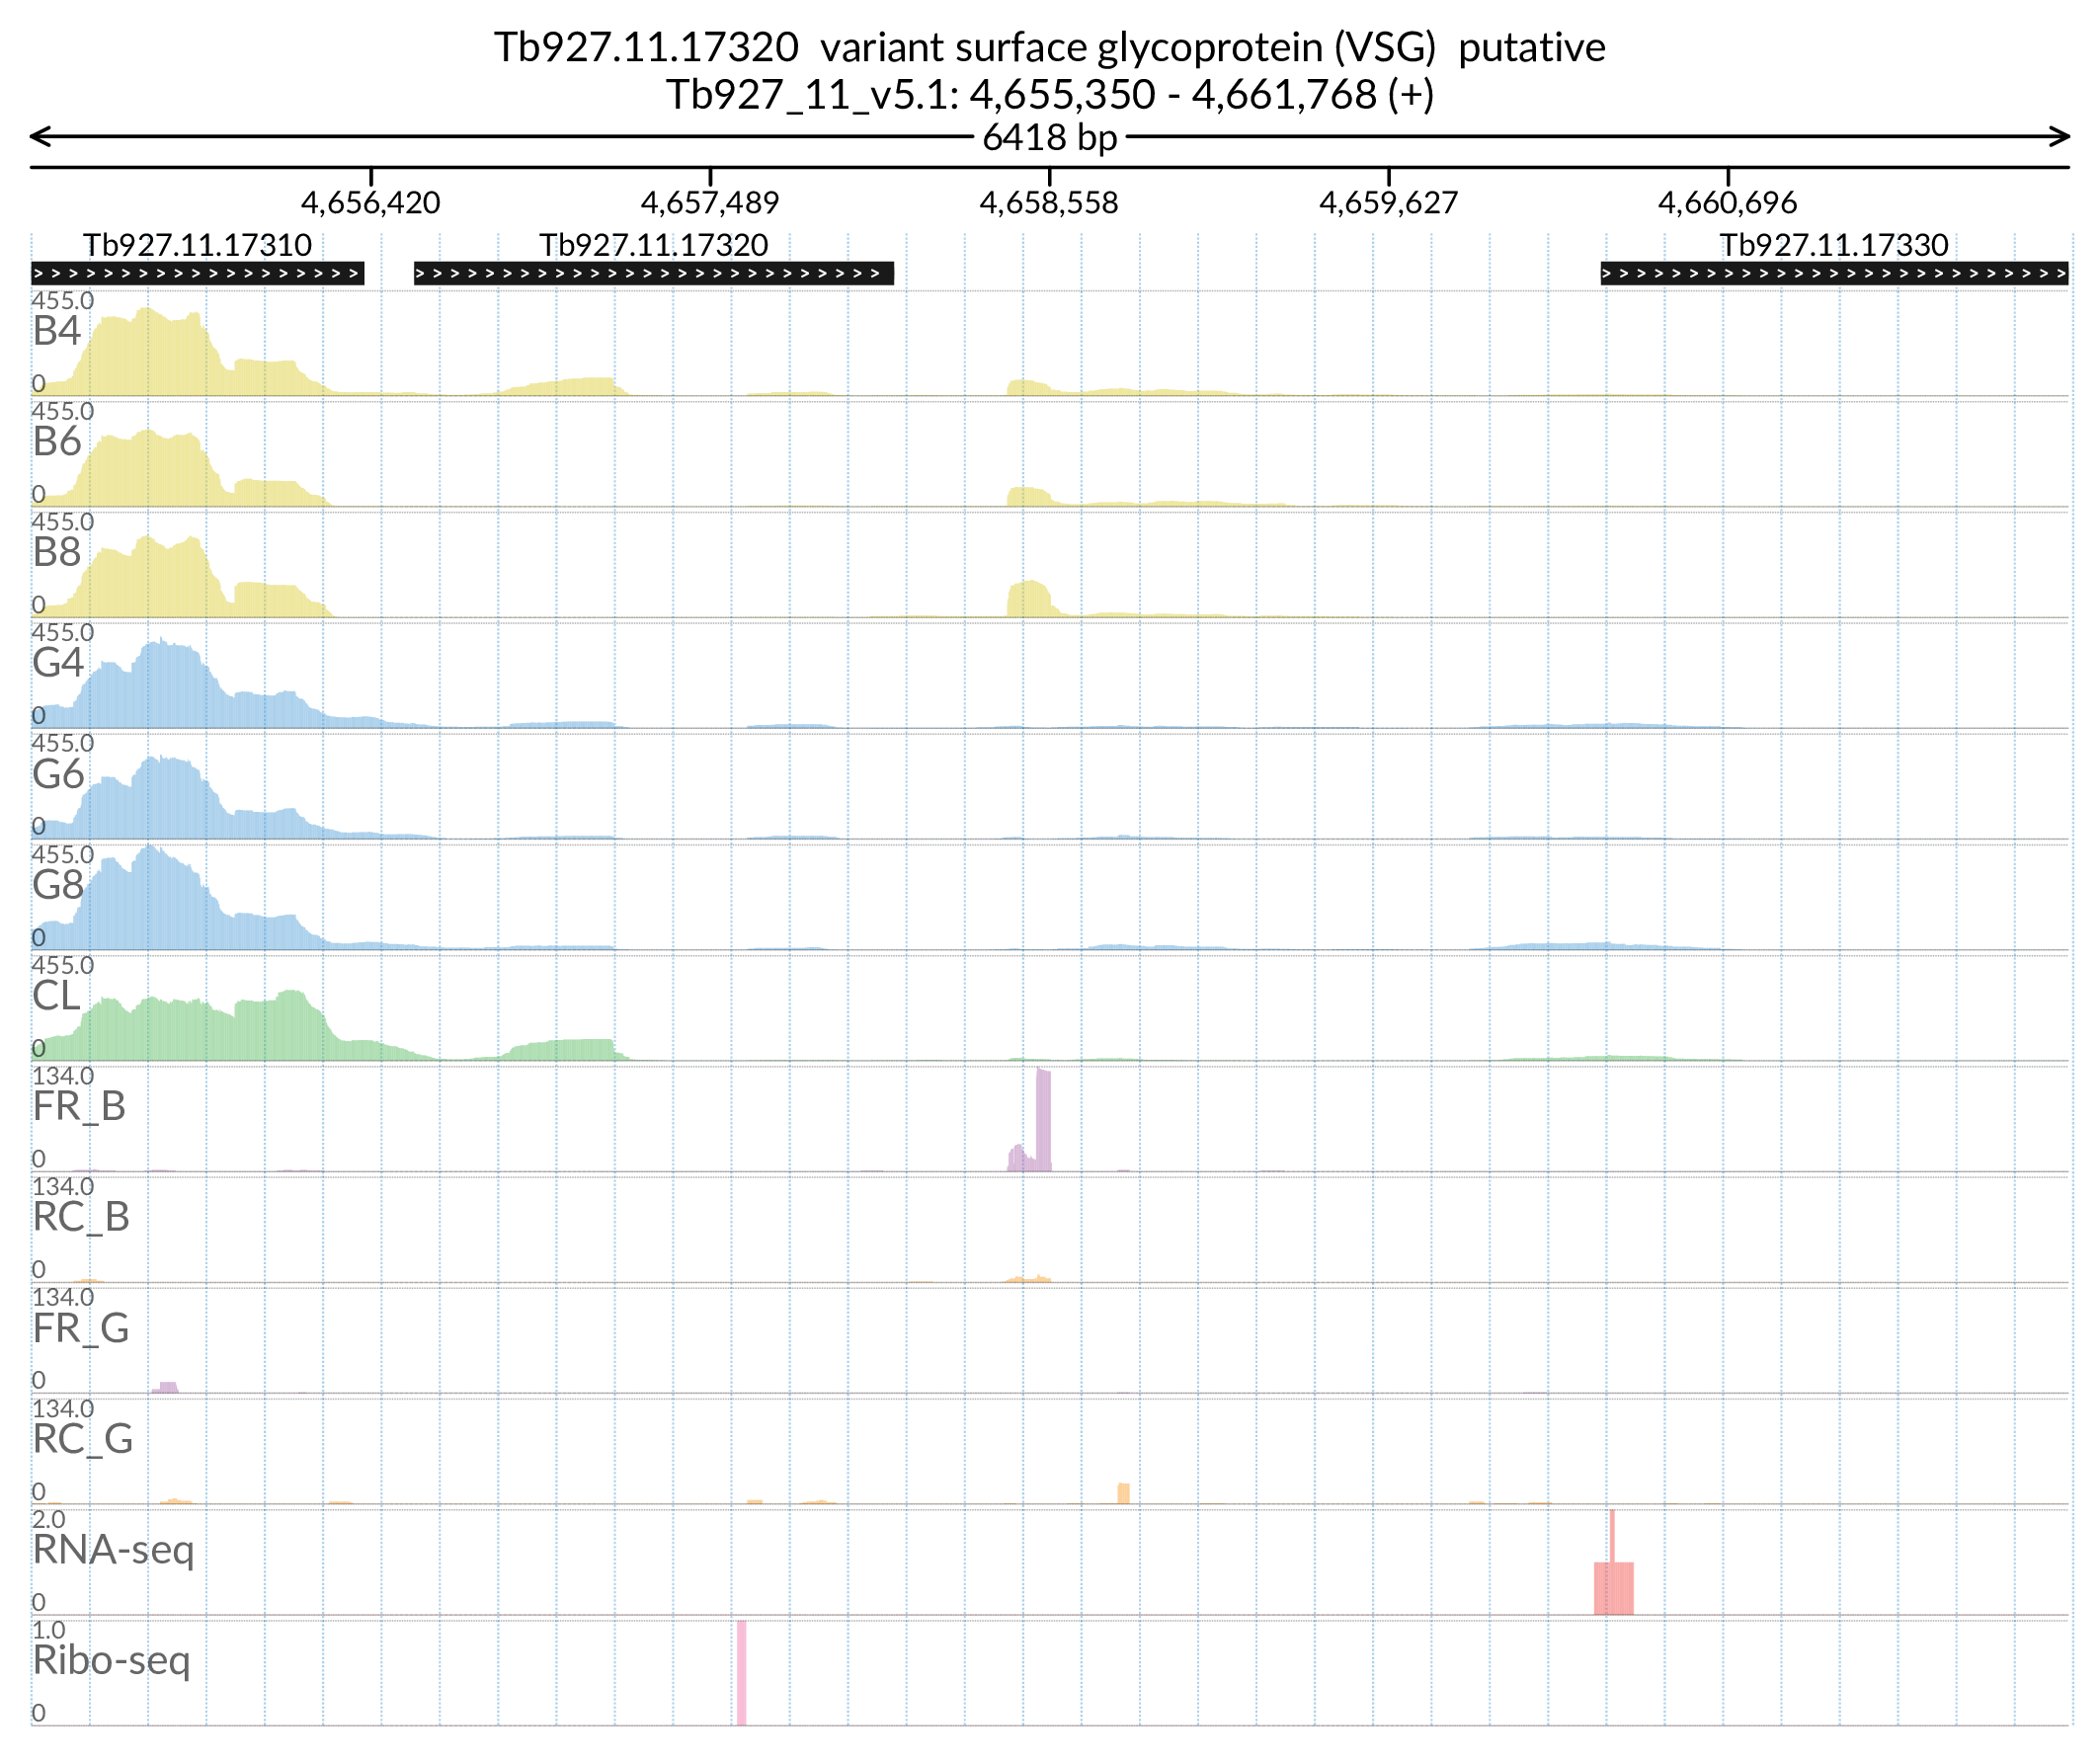 Tb927.11.17320 variant surface glycoprotein (VSG) putative
Tb927_11_v5.1: 4,655,350 - 4,661,768 (+)
6418 bp
4,656,420 4,657,489 4,658,558 4,659,627 4,660,696
Tb927.11.17310 Tb927.11.17320 Tb927.11.17330
455.0
B4
0
455.0
B6
0
455.0
B8
0
455.0
G4
0
455.0
G6
0
455.0
G8
0
455.0
CL
0
134.0
FR_B
0
134.0
RC_B
0
134.0
FR_G
0
134.0
RC_G
0
2.0
RNA-seq
0
1.0
Ribo-seq
0